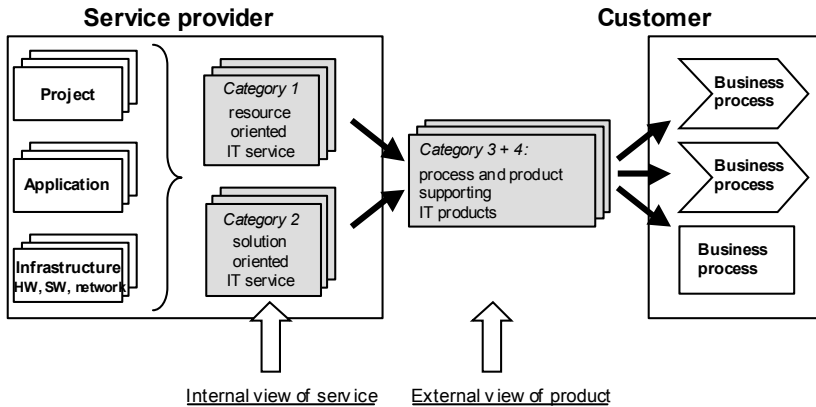 Service provider
Customer
Project
Application
Infrastructure
HW, SW, network
Category 1
resource
oriented
IT service
Category 2
solution
oriented
IT service
Category 3 + 4:
process and product
supporting
IT products
Business
process
Business
process
Business
process
Internal view of service
External view of product